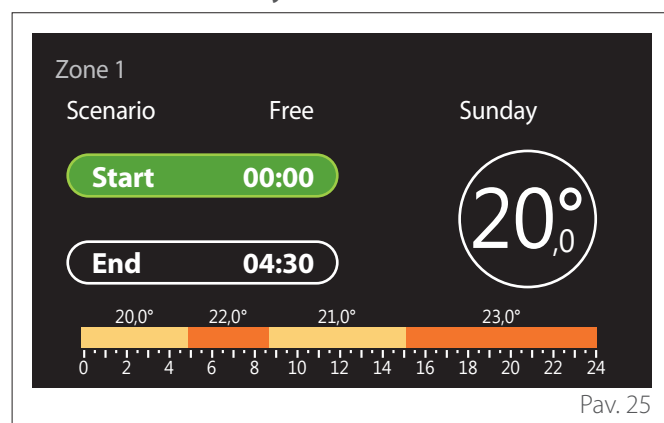 Zone 1
Scenario Free Sunday
Start 00:00
20°,0
End 04:30
20,0° 22,0° 21,0° 23,0°
0 2 4 6 8 10 12 14 16 18 20 22 24
Pav. 25